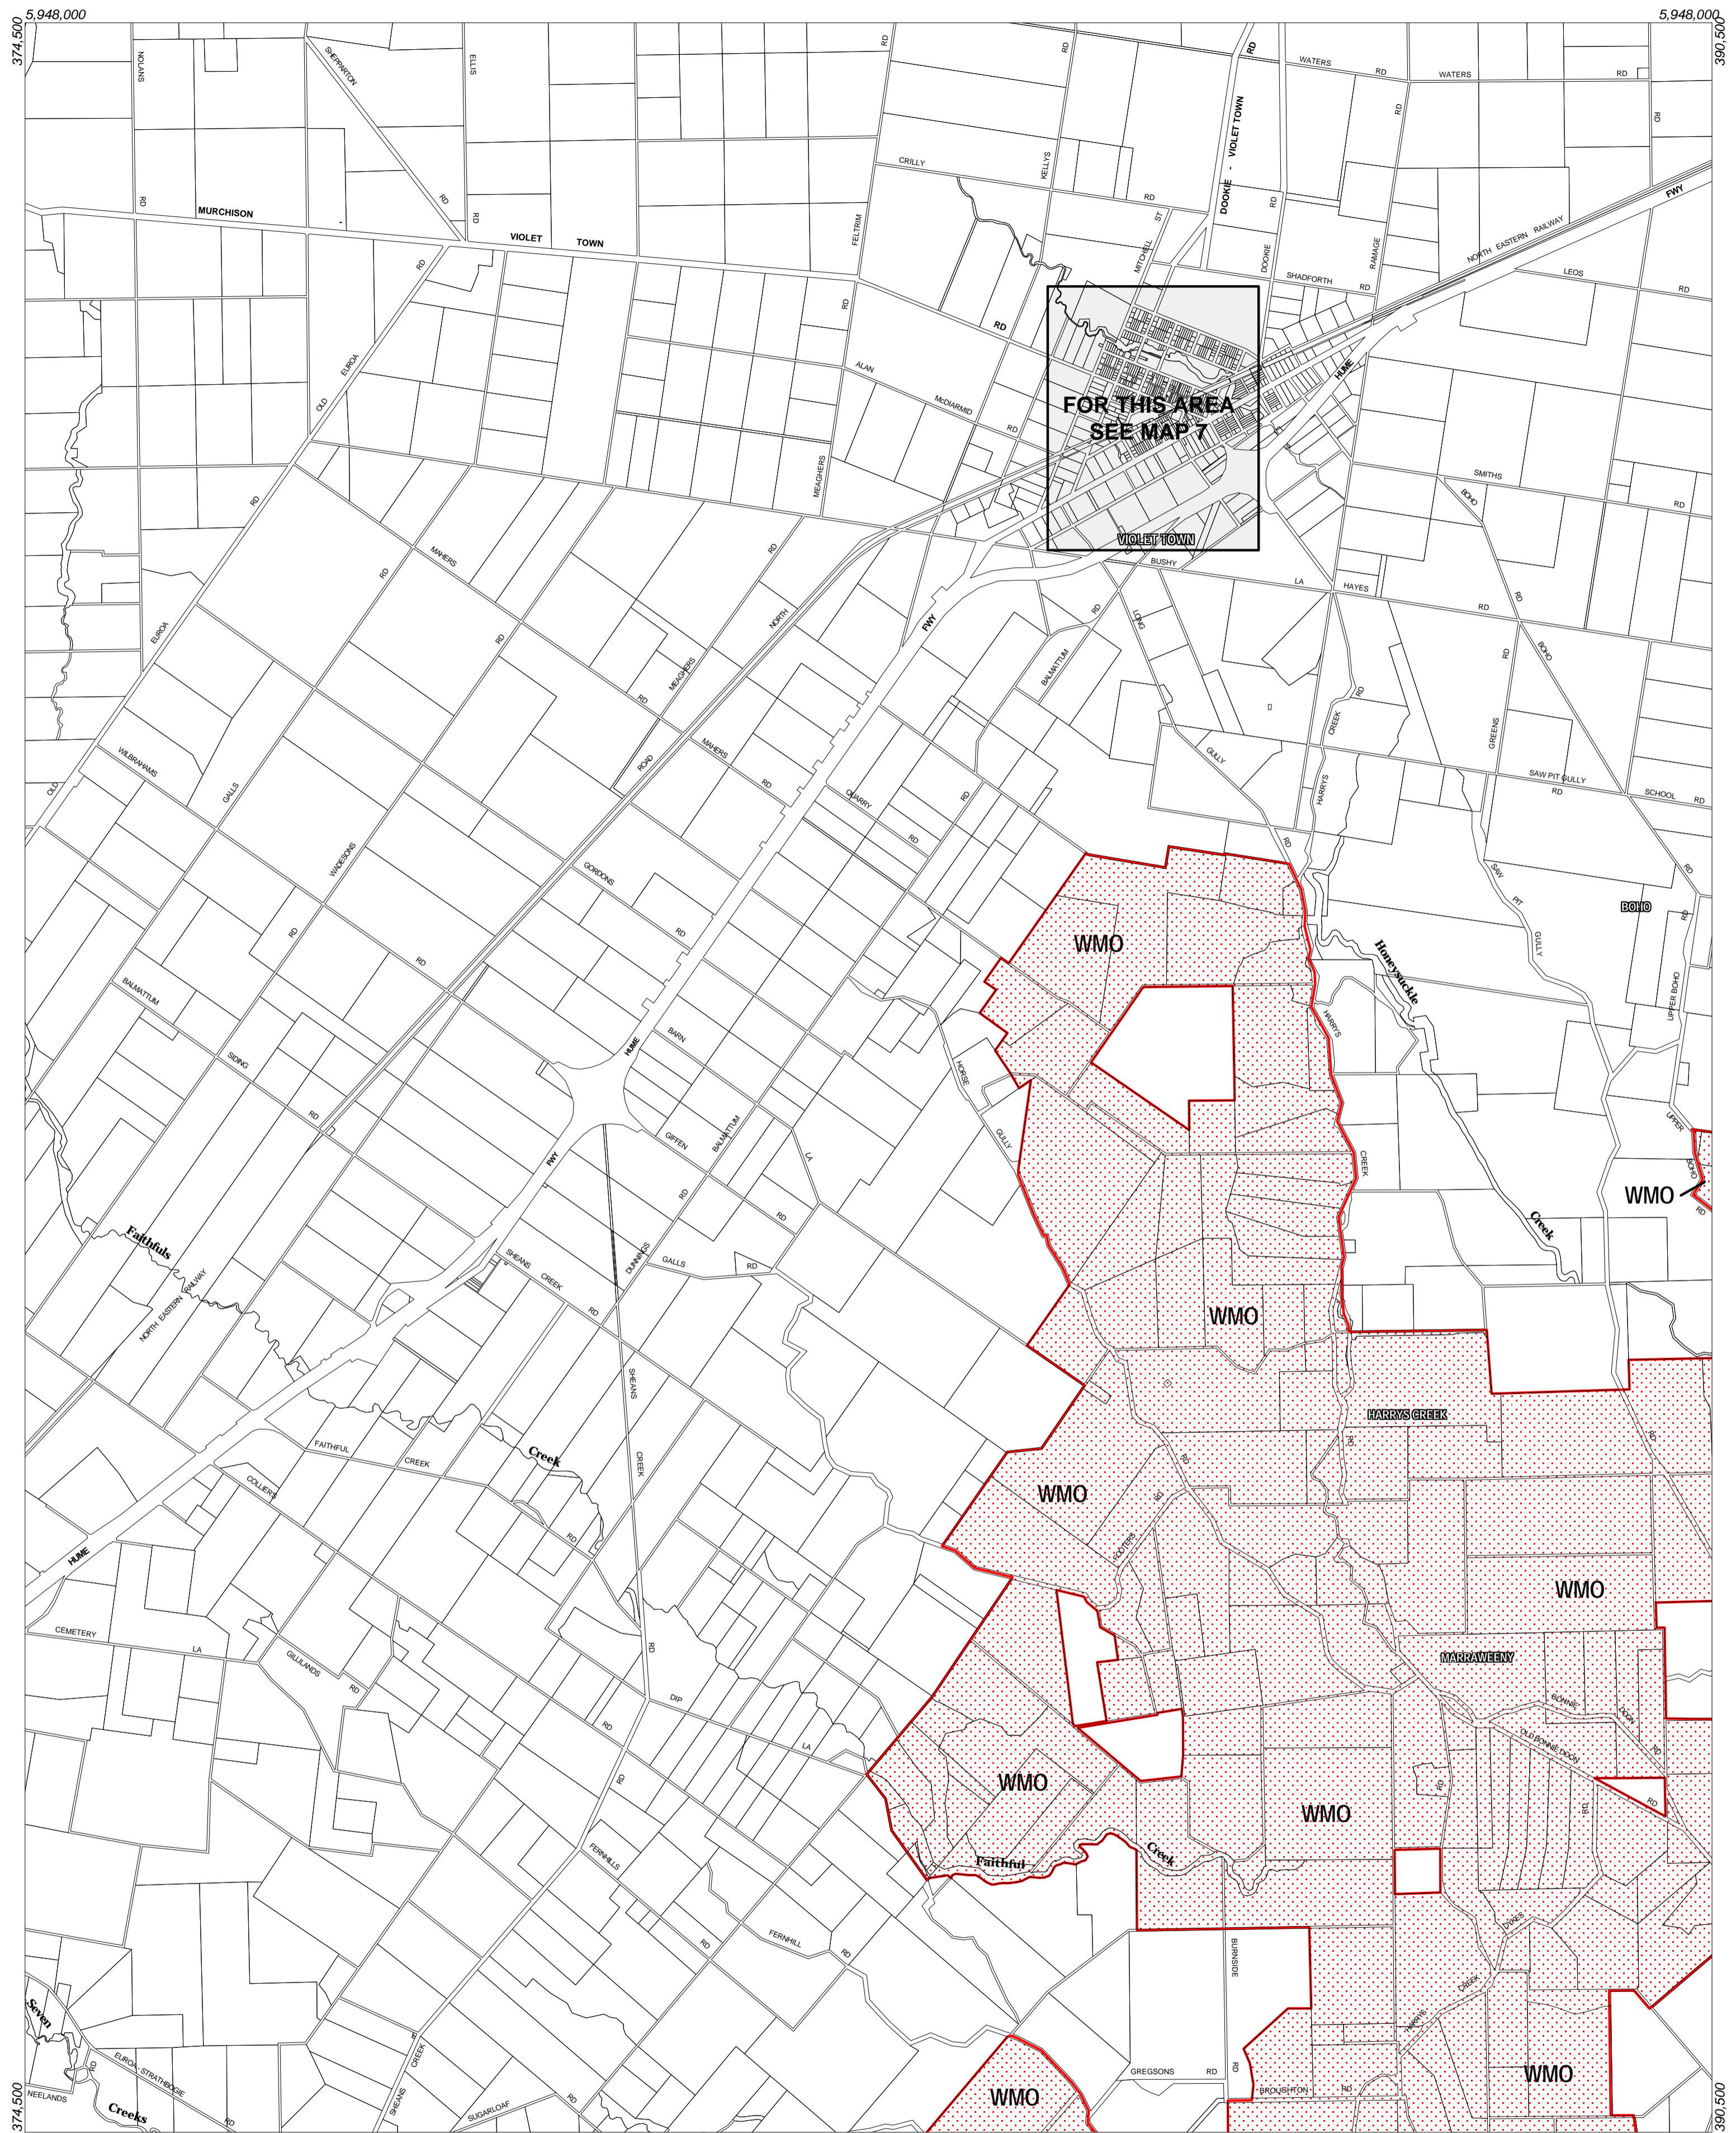 5,948,000
5,948,000
374,500
390,500
NOLANS
SHEPPARTON
ELLIS
RD
RD
RD
WATERS
RD
WATERS
RD
RD
RD
DOOKIE - VIOLET TOWN
CRILLY
KELLYS
RD
RD
RD
RD
MURCHISON
RD
RD
VIOLET TOWN
FELTRIM
ST
MITCHELL
RD
DOOKIE
RAMAGE
NORTH EASTERN RAILWAY
FWY
SHADFORTH
RD
LEOS
RD
RD
RD
RD
EUROA
OLD
ALAN
McDIARMID
RD
HUME
FOR THIS AREA
SEE MAP 7
MEAGHERS
SMITHS
RD
BOHO
RD
VIOLET TOWN
BUSHY
LA
HAYES
RD
RD
MAHERS
RD
RD
NORTH
FWY
LONG
RD
BALMATTUM
BOHO
EUROA
RD
MEAGHERS
RD
RD
CREEK
GREENS
RD
WILBRAHAMS
GALLS
OLD
ROAD
MAHERS
RD
QUARRY
RD
RD
GULLY
HARRYS
SAW PIT GULLY
RD
SCHOOL
RD
RD
WADESONS
GORDONS
RD
SAW
PIT
GULLY
RD
BOHO
RD
WMO
Honeysuckle
RD
RD
BALMATTUM
SIDING
RD
HUME
BARN
HORSE
GULLY
HARRYS
UPPER BOHO
UPPER
BOHO
RD
WMO
GIFFEN
BALMATTUM
LA
FWY
RD
RD
CREEK
Creek
Faithfuls
NORTH EASTERN RAILWAY
SHEANS
CREEK
RD
DUNNINGS
GALLS
RD
WMO
SHEANS
HARRYS CREEK
RD
RD
FAITHFUL
CREEK
Creek
CREEK
COLLIERS
RD
WMO
RD
RD
FOOTERS
HUME
WMO
CEMETERY
LA
GILLILANDS
RD
RD
MARRAWEENY
DIP
LA
RD
BONNIE
DOON
RD
OLD BONNIE DOON
RD
WMO
WMO
RD
RD
RD
FERNHILLS
RD
Faithful
Creek
FERNHILL
RD
DYKES
BURNSIDE
CREEK
HARRYS
Seven
RD
NEELANDS
EUROA - STRATHBOGIE
RD
Creeks
CREEK
SHEANS
SUGARLOAF
RD
WMO
GREGSONS
RD
RD
BROUGHTON
RD
WMO
374,500
390,500